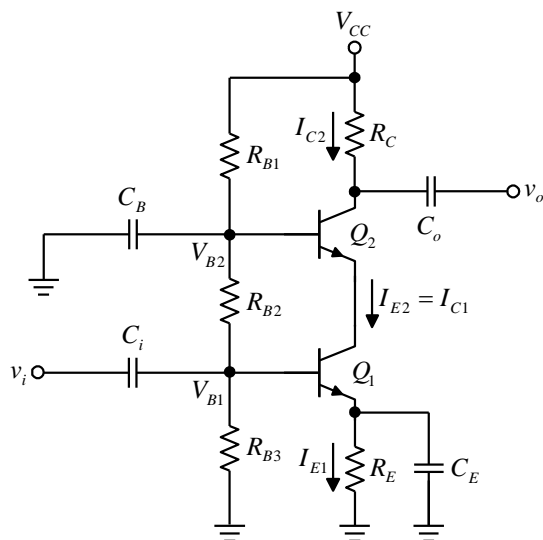 V_CC
I_C2
R_C
R_B1
C_B
v_o
C_o
Q_2
V_B2
R_B2
I_E2 = I_C1
C_i
v_i
Q_1
V_B1
R_B3
I_E1
R_E
C_E